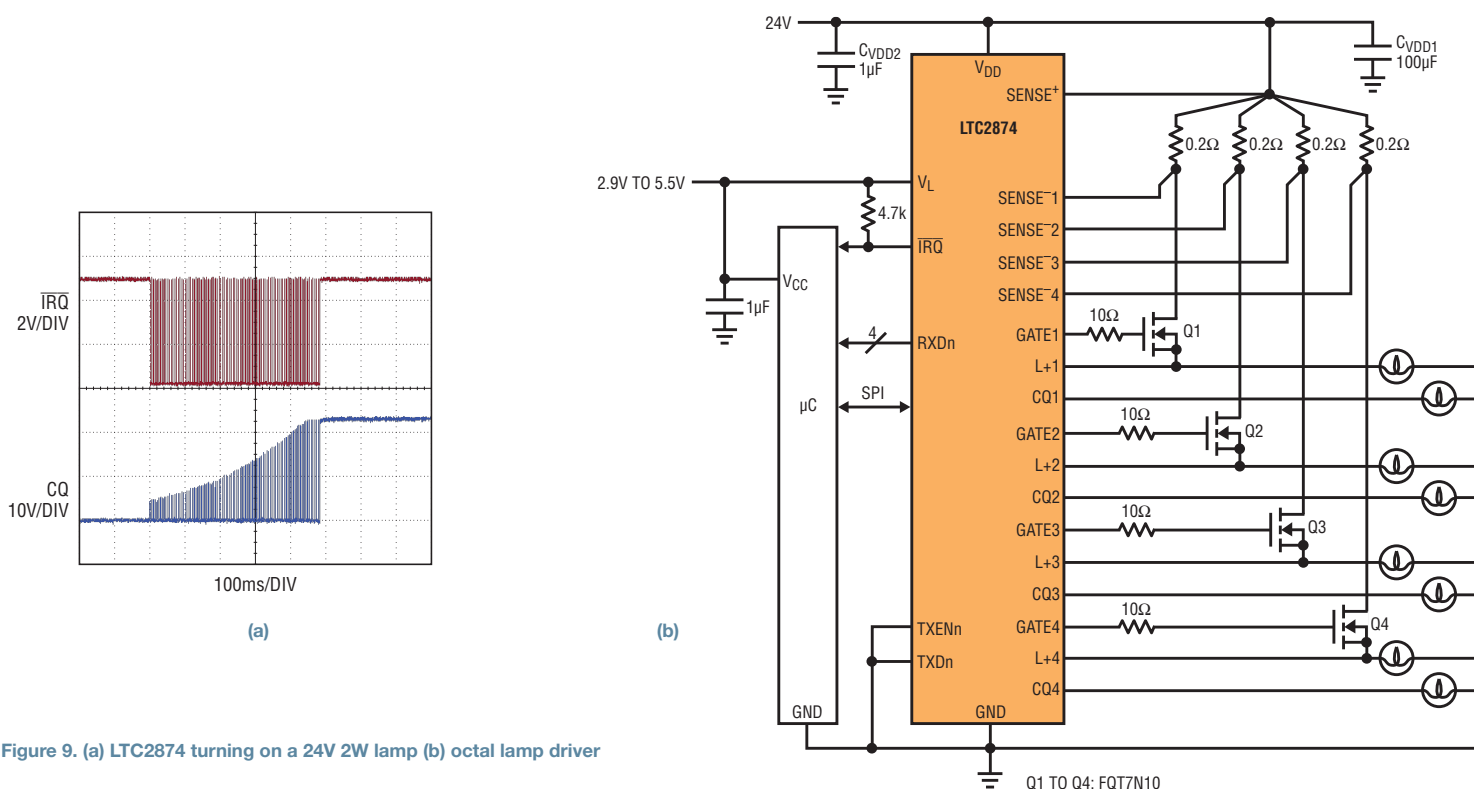 IRQ
2V/DIV
CQ
10V/DIV
100ms/DIV
(a)
24V
CVDD2
1µF
CVDD1
100µF
VDD
SENSE+
LTC2874
0.2Ω
0.2Ω
0.2Ω
0.2Ω
2.9V TO 5.5V
VL
4.7k
IRQ
VCC
1µF
SENSE−1
SENSE−2
SENSE−3
SENSE−4
10Ω
GATE1
Q1
4
RXDn
L+1
SPI
µC
CQ1
10Ω
GATE2
Q2
L+2
CQ2
10Ω
GATE3
Q3
L+3
CQ3
10Ω
TXENn
GATE4
Q4
TXDn
L+4
CQ4
GND
GND
(b)
Q1 TO Q4: FQT7N10
Figure 9. (a) LTC2874 turning on a 24V 2W lamp (b) octal lamp driver